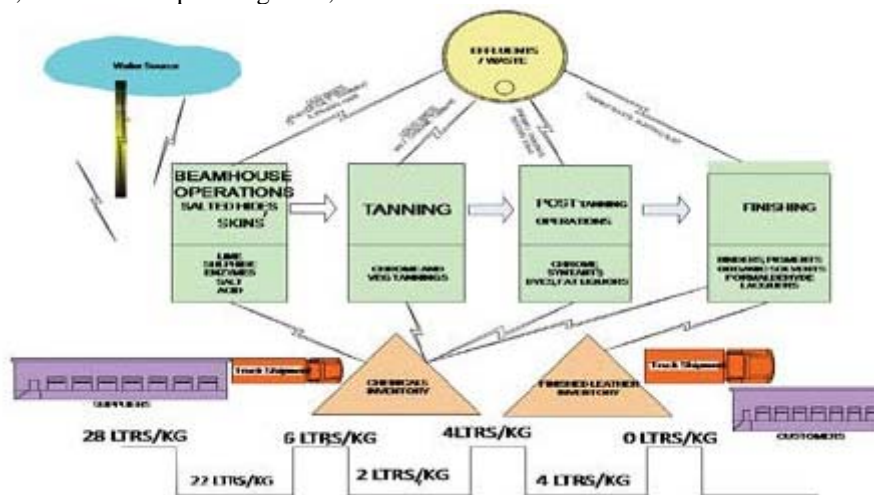 Water Source
EFFLUENTS
/ WASTE
BEAMHOUSE
OPERATIONS
SALTED HIDES
SKINS
LIME
SULPHIDE
ENZYMES
SALT
ACID
TANNING
CHROME AND
VEG TANNINGS
POST TANNING
OPERATIONS
CHROME
SYNTANTS
DYES, FAT LIQUORS
FINISHING
BINDERS, PIGMENTS
ORGANIC SOLVENTS
FORMALDEHYDE
LACQUERS
Truck Shipment
SUPPLIERS
CHEMICALS
INVENTORY
FINISHED LEATHER
INVENTORY
Truck Shipment
CUSTOMERS
28 LTRS/KG
6 LTRS/KG
4LTRS/KG
0 LTRS/KG
22 LTRS/KG
2 LTRS/KG
4 LTRS/KG